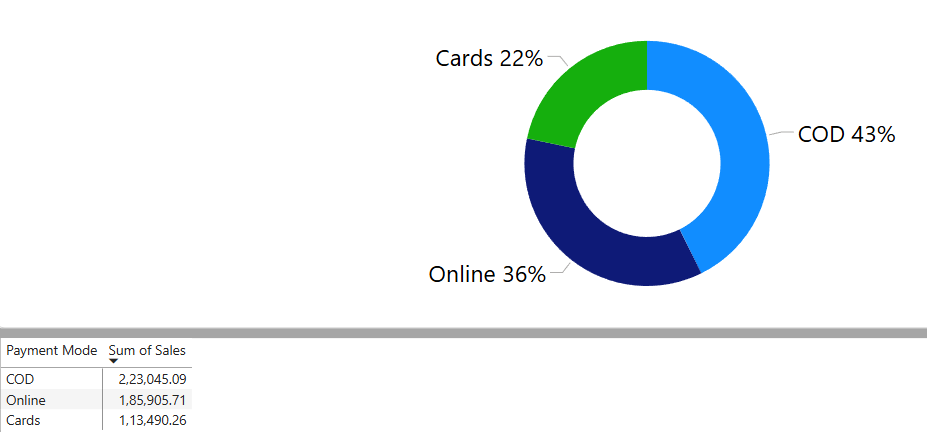 Cards 22%
COD 43%
Online 36%
Payment Mode Sum of Sales
COD 2,23,045.09
Online 1,85,905.71
Cards 1,13,490.26